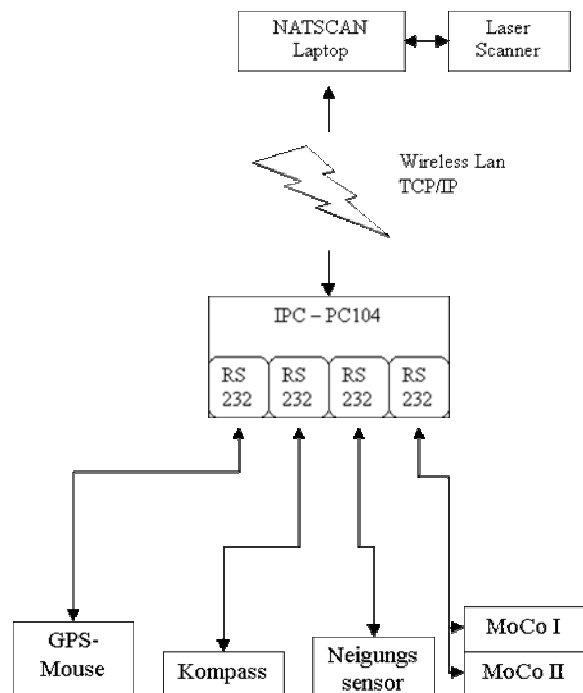 NATSCAN
Laptop
Laser
Scanner
Wireless Lan
TCP/IP
IPC – PC104
RS
232
RS
232
RS
232
RS
232
GPS-
Mouse
Kompass
Neigungs
sensor
MoCo I
MoCo II